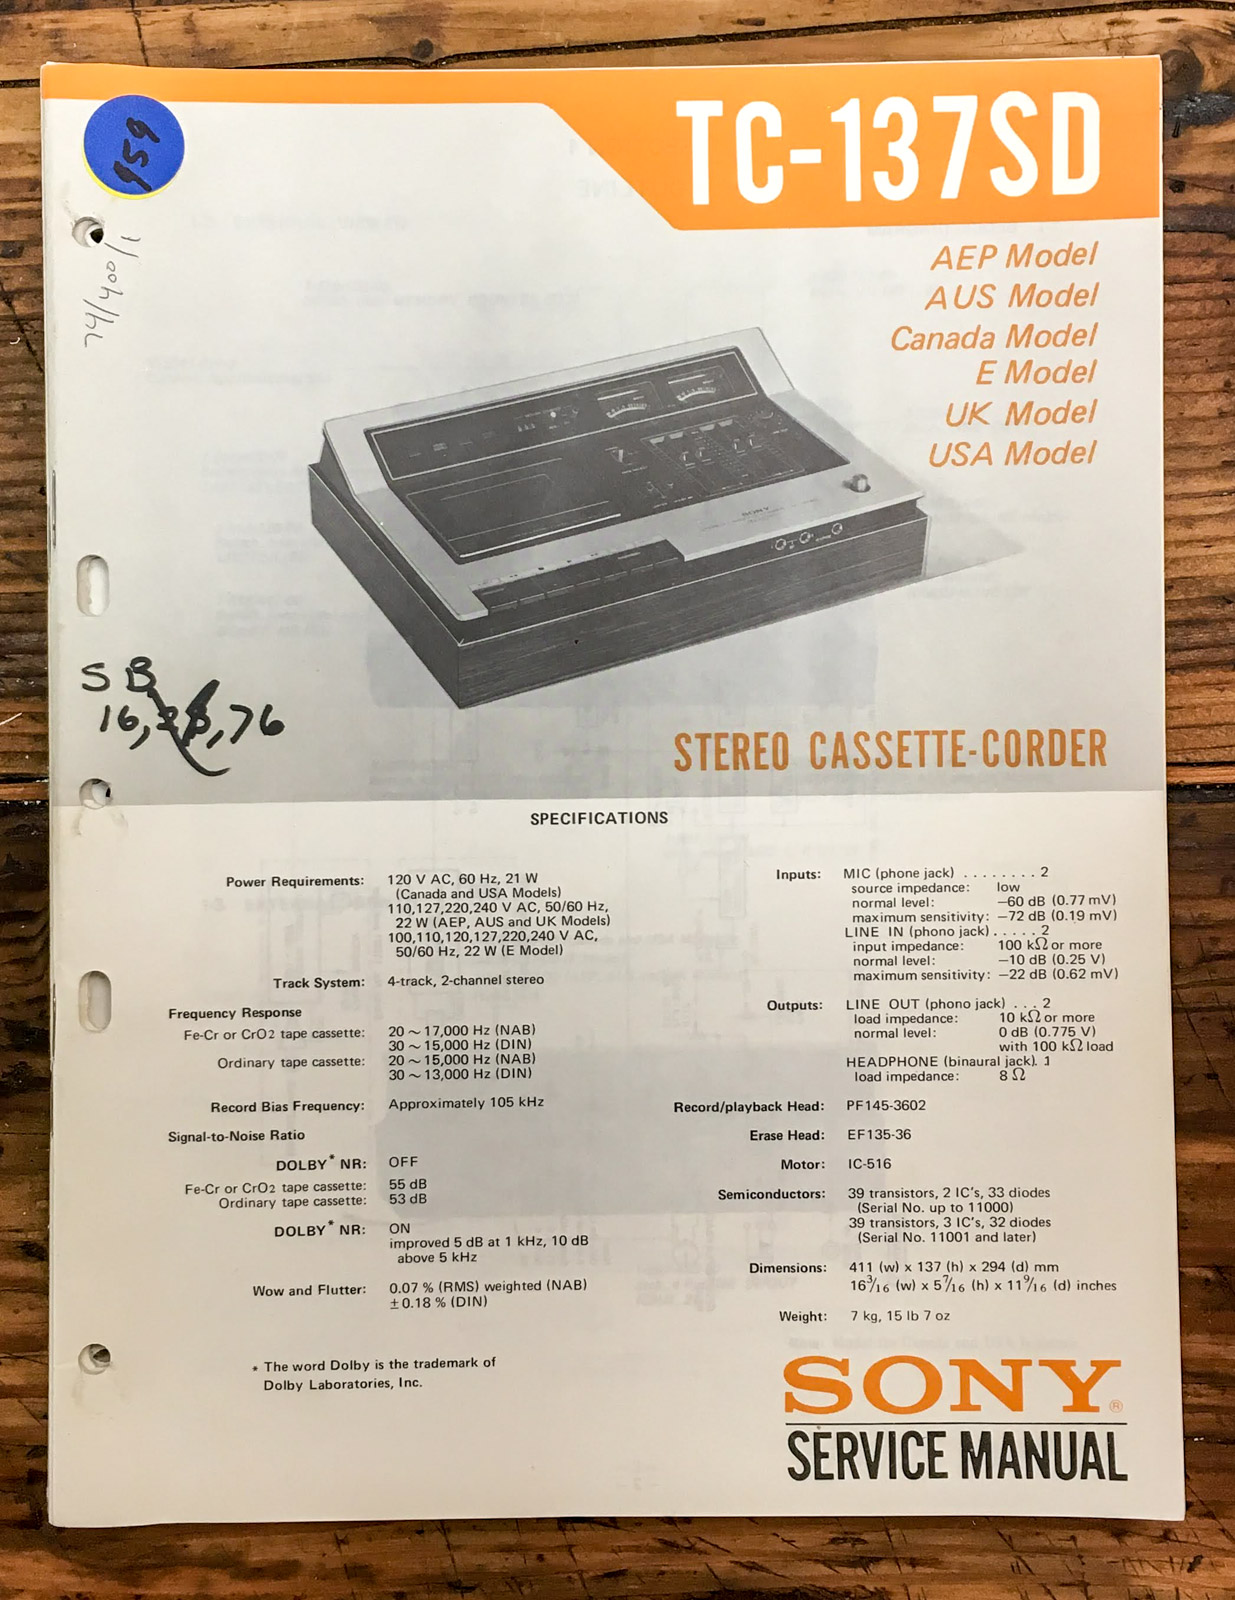 TC-137SD
459
74/400/1
AEP Model
AUS Model
Canada Model
E Model
UK Model
USA Model
SONY
SB
16, , 76
STEREO CASSETTE-CORDER
SPECIFICATIONS
Power Requirements: 120 V AC, 60 Hz, 21 W
(Canada and USA Models)
110,127,220,240 V AC, 50/60 Hz,
22 W (AEP, AUS and UK Models)
100,110,120,127,220,240 V AC,
50/60 Hz, 22 W (E Model)
Track System: 4-track, 2-channel stereo
Frequency Response
Fe-Cr or CrO2 tape cassette: 20 ~ 17,000 Hz (NAB)
30 ~ 15,000 Hz (DIN)
Ordinary tape cassette: 20 ~ 15,000 Hz (NAB)
30 ~ 13,000 Hz (DIN)
Record Bias Frequency: Approximately 105 kHz
Signal-to-Noise Ratio
DOLBY* NR: OFF
Fe-Cr or CrO2 tape cassette: 55 dB
Ordinary tape cassette: 53 dB
DOLBY* NR: ON
improved 5 dB at 1 kHz, 10 dB
above 5 kHz
Wow and Flutter: 0.07 % (RMS) weighted (NAB)
±0.18 % (DIN)
* The word Dolby is the trademark of
Dolby Laboratories, Inc.
Inputs: MIC (phone jack) . . . . . . . . 2
source impedance: low
normal level: −60 dB (0.77 mV)
maximum sensitivity: −72 dB (0.19 mV)
LINE IN (phono jack) . . . . . 2
input impedance: 100 kΩ or more
normal level: −10 dB (0.25 V)
maximum sensitivity: −22 dB (0.62 mV)
Outputs: LINE OUT (phono jack) . . . 2
load impedance: 10 kΩ or more
normal level: 0 dB (0.775 V)
with 100 kΩ load
HEADPHONE (binaural jack). 1
load impedance: 8 Ω
Record/playback Head: PF145-3602
Erase Head: EF135-36
Motor: IC-516
Semiconductors: 39 transistors, 2 IC's, 33 diodes
(Serial No. up to 11000)
39 transistors, 3 IC's, 32 diodes
(Serial No. 11001 and later)
Dimensions: 411 (w) x 137 (h) x 294 (d) mm
16 3/16 (w) x 5 7/16 (h) x 11 9/16 (d) inches
Weight: 7 kg, 15 lb 7 oz
SONY®
SERVICE MANUAL